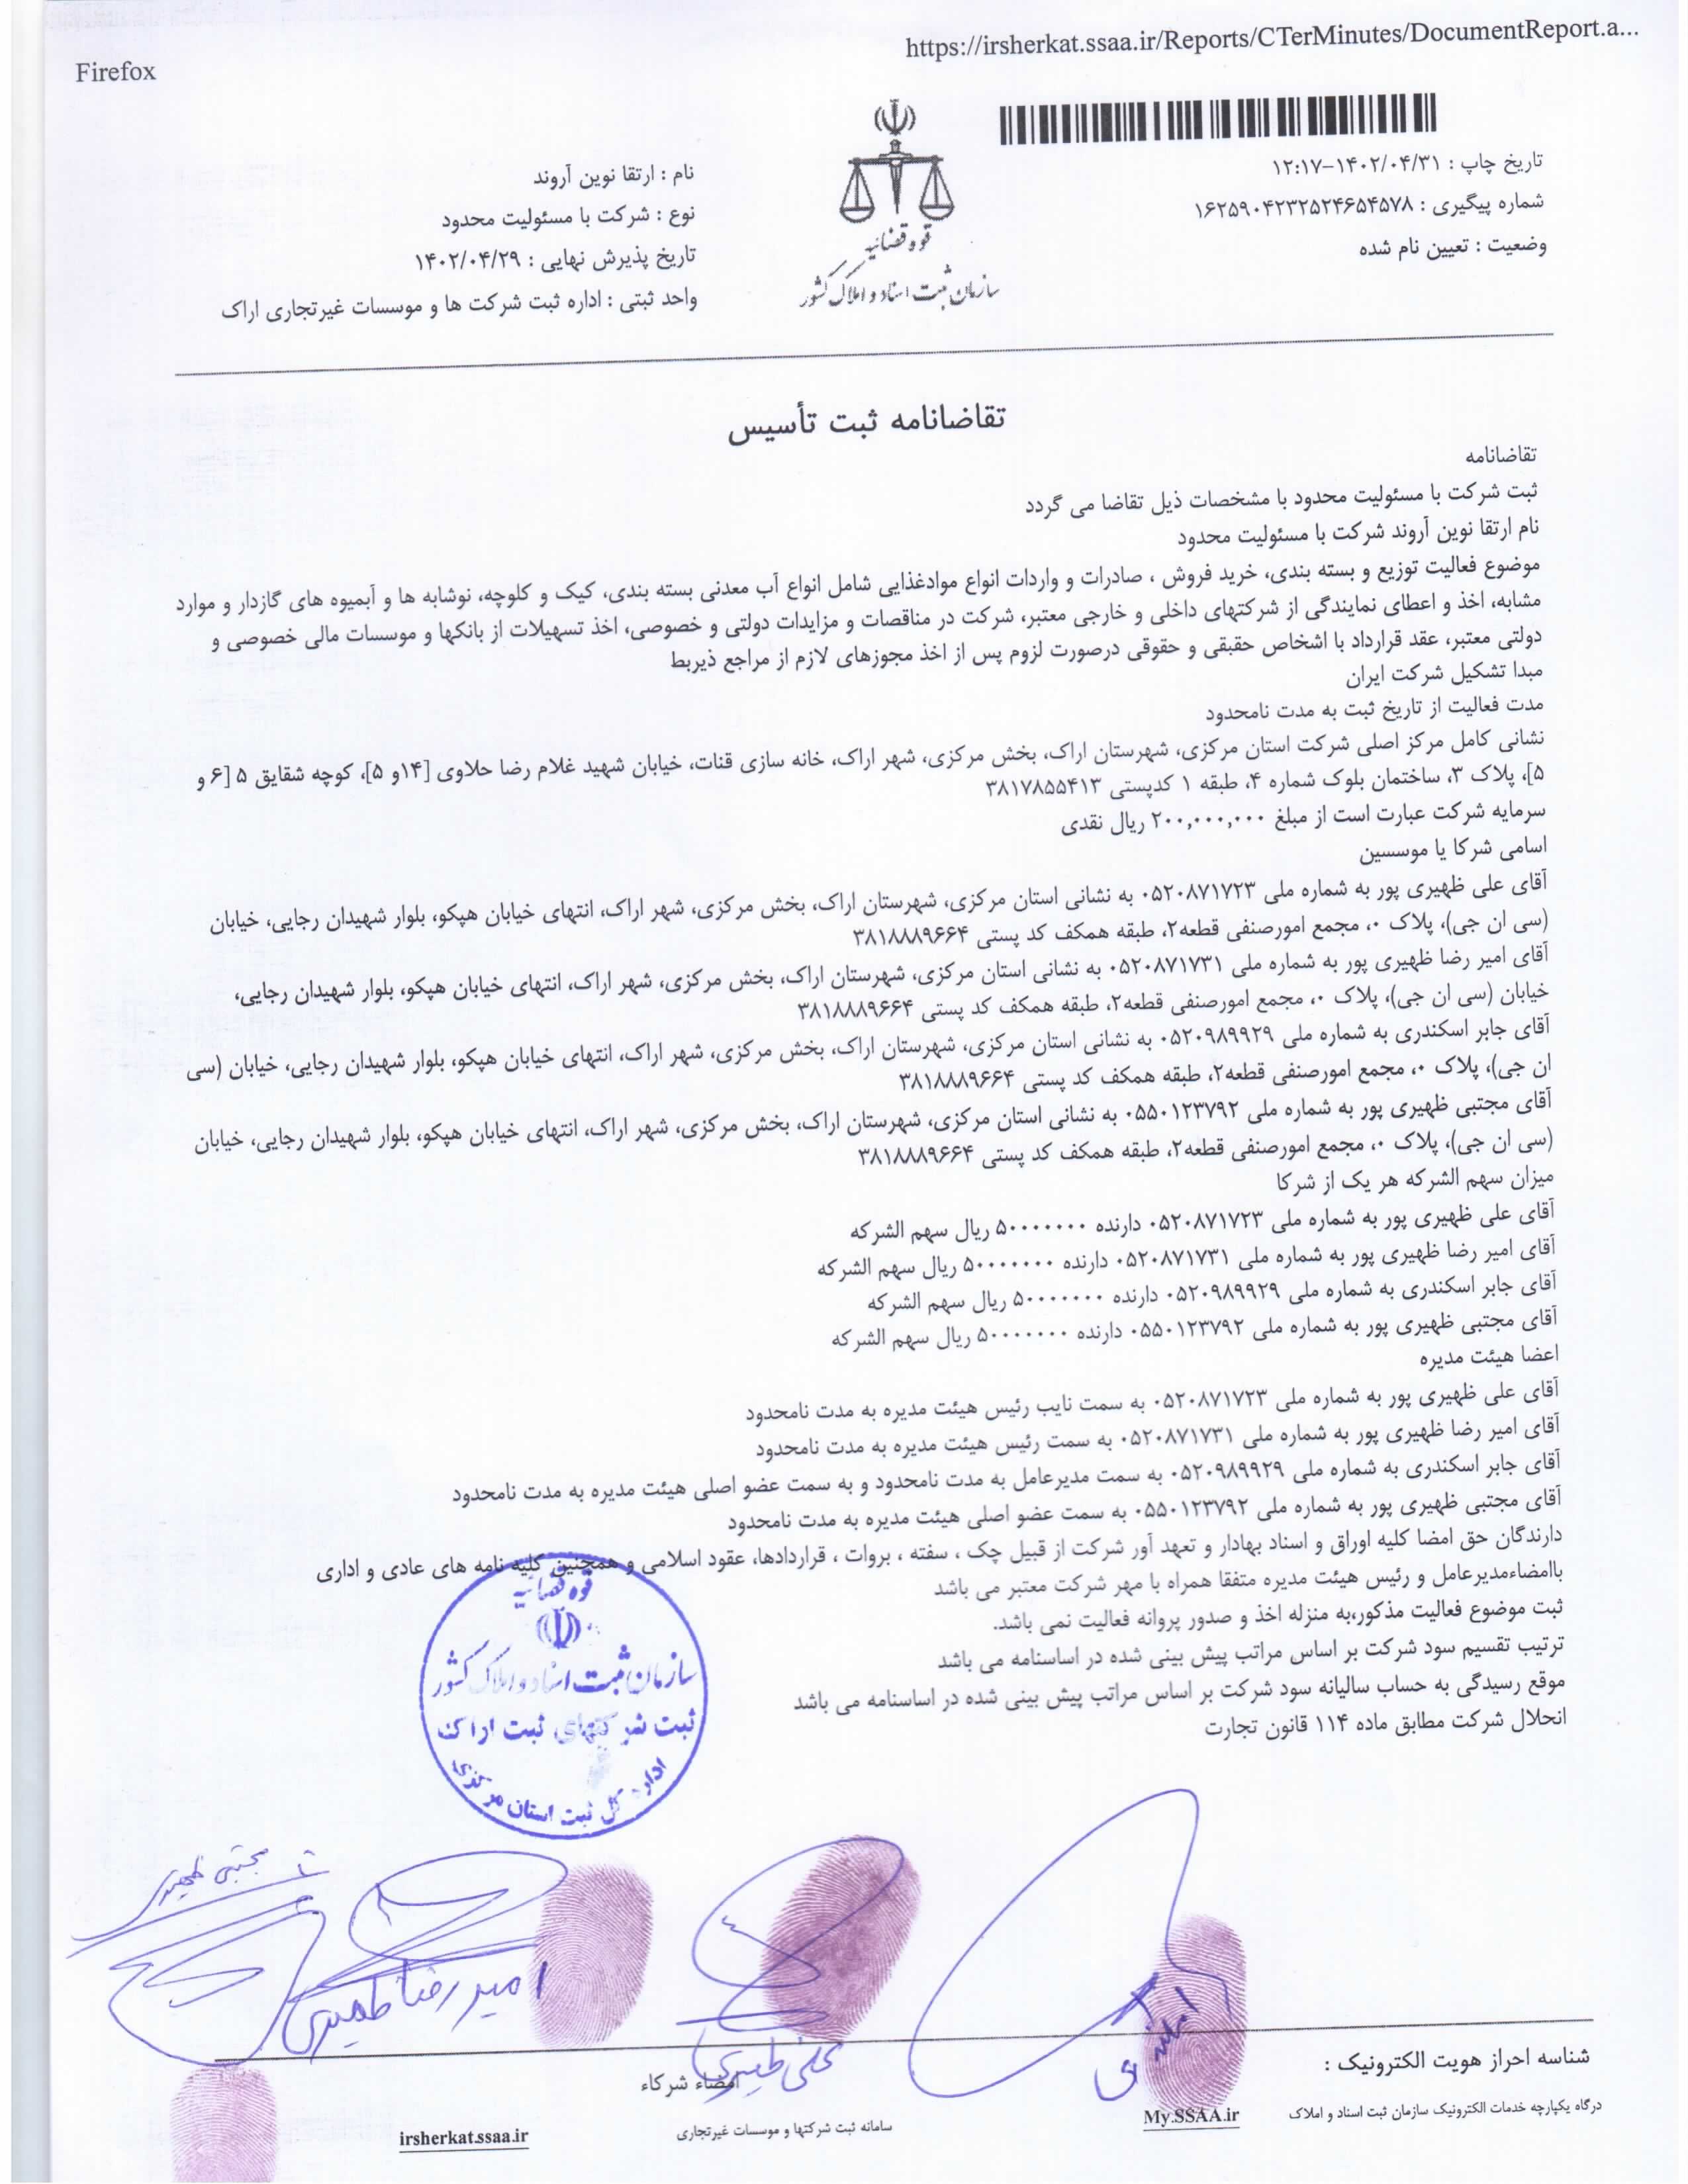 Firefox
https://irsherkat.ssaa.ir/Reports/CTerMinutes/DocumentReport.a...
تاریخ چاپ : ۱۴۰۲/۰۴/۳۱-۱۲:۱۷
شماره پیگیری : ۱۶۲۵۹۰۴۲۳۲۵۲۴۶۵۴۵۷۸
وضعیت : تعیین نام شده
قوه قضائیه
سازمان ثبت اسناد و املاک کشور
نام : ارتقا نوین آروند
نوع : شرکت با مسئولیت محدود
تاریخ پذیرش نهایی : ۱۴۰۲/۰۴/۲۹
واحد ثبتی : اداره ثبت شرکت ها و موسسات غیرتجاری اراک
تقاضانامه ثبت تأسیس
تقاضانامه
ثبت شرکت با مسئولیت محدود با مشخصات ذیل تقاضا می گردد
نام ارتقا نوین آروند شرکت با مسئولیت محدود
موضوع فعالیت توزیع و بسته بندی، خرید فروش ، صادرات و واردات انواع موادغذایی شامل انواع آب معدنی بسته بندی، کیک و کلوچه، نوشابه ها و آبمیوه های گازدار و موارد
مشابه، اخذ و اعطای نمایندگی از شرکتهای داخلی و خارجی معتبر، شرکت در مناقصات و مزایدات دولتی و خصوصی، اخذ تسهیلات از بانکها و موسسات مالی خصوصی و
دولتی معتبر، عقد قرارداد با اشخاص حقیقی و حقوقی درصورت لزوم پس از اخذ مجوزهای لازم از مراجع ذیربط
مبدا تشکیل شرکت ایران
مدت فعالیت از تاریخ ثبت به مدت نامحدود
نشانی کامل مرکز اصلی شرکت استان مرکزی، شهرستان اراک، بخش مرکزی، شهر اراک، خانه سازی قنات، خیابان شهید غلام رضا حلاوی [۱۴و ۵]، کوچه شقایق ۵ [۶ و
۵]، پلاک ۳، ساختمان بلوک شماره ۴، طبقه ۱ کدپستی ۳۸۱۷۸۵۵۴۱۳
سرمایه شرکت عبارت است از مبلغ ۲۰۰,۰۰۰,۰۰۰ ریال نقدی
اسامی شرکا یا موسسین
آقای علی ظهیری پور به شماره ملی ۰۵۲۰۸۷۱۷۲۳ به نشانی استان مرکزی، شهرستان اراک، بخش مرکزی، شهر اراک، انتهای خیابان هپکو، بلوار شهیدان رجایی، خیابان
(سی ان جی)، پلاک ۰، مجمع امورصنفی قطعه۲، طبقه همکف کد پستی ۳۸۱۸۸۸۹۶۶۴
آقای امیر رضا ظهیری پور به شماره ملی ۰۵۲۰۸۷۱۷۳۱ به نشانی استان مرکزی، شهرستان اراک، بخش مرکزی، شهر اراک، انتهای خیابان هپکو، بلوار شهیدان رجایی،
خیابان (سی ان جی)، پلاک ۰، مجمع امورصنفی قطعه۲، طبقه همکف کد پستی ۳۸۱۸۸۸۹۶۶۴
آقای جابر اسکندری به شماره ملی ۰۵۲۰۹۸۹۹۲۹ به نشانی استان مرکزی، شهرستان اراک، بخش مرکزی، شهر اراک، انتهای خیابان هپکو، بلوار شهیدان رجایی، خیابان (سی
ان جی)، پلاک ۰، مجمع امورصنفی قطعه۲، طبقه همکف کد پستی ۳۸۱۸۸۸۹۶۶۴
آقای مجتبی ظهیری پور به شماره ملی ۰۵۵۰۱۲۳۷۹۲ به نشانی استان مرکزی، شهرستان اراک، بخش مرکزی، شهر اراک، انتهای خیابان هپکو، بلوار شهیدان رجایی، خیابان
(سی ان جی)، پلاک ۰، مجمع امورصنفی قطعه۲، طبقه همکف کد پستی ۳۸۱۸۸۸۹۶۶۴
میزان سهم الشرکه هر یک از شرکا
آقای علی ظهیری پور به شماره ملی ۰۵۲۰۸۷۱۷۲۳ دارنده ۵۰۰۰۰۰۰۰ ریال سهم الشرکه
آقای امیر رضا ظهیری پور به شماره ملی ۰۵۲۰۸۷۱۷۳۱ دارنده ۵۰۰۰۰۰۰۰ ریال سهم الشرکه
آقای جابر اسکندری به شماره ملی ۰۵۲۰۹۸۹۹۲۹ دارنده ۵۰۰۰۰۰۰۰ ریال سهم الشرکه
آقای مجتبی ظهیری پور به شماره ملی ۰۵۵۰۱۲۳۷۹۲ دارنده ۵۰۰۰۰۰۰۰ ریال سهم الشرکه
اعضا هیئت مدیره
آقای علی ظهیری پور به شماره ملی ۰۵۲۰۸۷۱۷۲۳ به سمت نایب رئیس هیئت مدیره به مدت نامحدود
آقای امیر رضا ظهیری پور به شماره ملی ۰۵۲۰۸۷۱۷۳۱ به سمت رئیس هیئت مدیره به مدت نامحدود
آقای جابر اسکندری به شماره ملی ۰۵۲۰۹۸۹۹۲۹ به سمت مدیرعامل به مدت نامحدود و به سمت عضو اصلی هیئت مدیره به مدت نامحدود
آقای مجتبی ظهیری پور به شماره ملی ۰۵۵۰۱۲۳۷۹۲ به سمت عضو اصلی هیئت مدیره به مدت نامحدود
دارندگان حق امضا کلیه اوراق و اسناد بهادار و تعهد آور شرکت از قبیل چک ، سفته ، بروات ، قراردادها، عقود اسلامی و همچنین کلیه نامه های عادی و اداری
باامضاءمدیرعامل و رئیس هیئت مدیره متفقا همراه با مهر شرکت معتبر می باشد
ثبت موضوع فعالیت مذکور،به منزله اخذ و صدور پروانه فعالیت نمی باشد.
ترتیب تقسیم سود شرکت بر اساس مراتب پیش بینی شده در اساسنامه می باشد
موقع رسیدگی به حساب سالیانه سود شرکت بر اساس مراتب پیش بینی شده در اساسنامه می باشد
انحلال شرکت مطابق ماده ۱۱۴ قانون تجارت
قوه قضائیه
سازمان ثبت اسناد و املاک کشور
ثبت شرکتهای ثبت اراک
اداره کل ثبت استان مرکزی
مجتبی ظهیری
امیر رضا ظهیری
علی ظهیری
شناسه احراز هویت الکترونیک :
امضاء شرکاء
درگاه یکپارچه خدمات الکترونیک سازمان ثبت اسناد و املاک
My.SSAA.ir
سامانه ثبت شرکتها و موسسات غیرتجاری
irsherkat.ssaa.ir